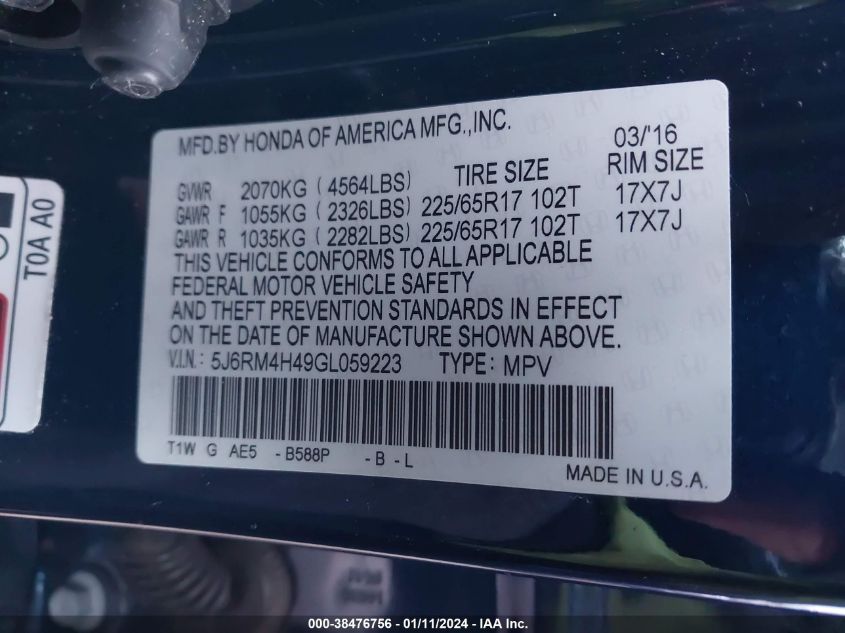 MFD.BY HONDA OF AMERICA MFG.,INC.
03/'16
GVWR 2070KG (4564LBS) TIRE SIZE RIM SIZE
GAWR F 1055KG (2326LBS) 225/65R17 102T 17X7J
GAWR R 1035KG (2282LBS) 225/65R17 102T 17X7J
THIS VEHICLE CONFORMS TO ALL APPLICABLE
FEDERAL MOTOR VEHICLE SAFETY
AND THEFT PREVENTION STANDARDS IN EFFECT
ON THE DATE OF MANUFACTURE SHOWN ABOVE.
V.I.N.: 5J6RM4H49GL059223 TYPE: MPV
T1W G AE5 -B588P -B -L
MADE IN U.S.A.
T0A A0
000-38476756 - 01/11/2024 - IAA Inc.